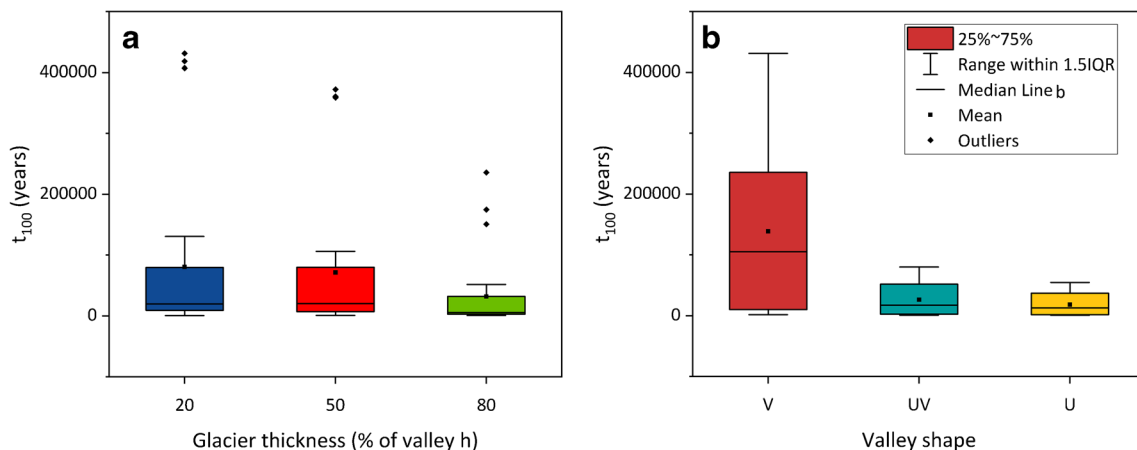 a
t100 (years)
400000
200000
0
20
50
80
Glacier thickness (% of valley h)
b
t100 (years)
400000
200000
0
V
UV
U
Valley shape
25%~75%
Range within 1.5IQR
Median Line b
Mean
Outliers